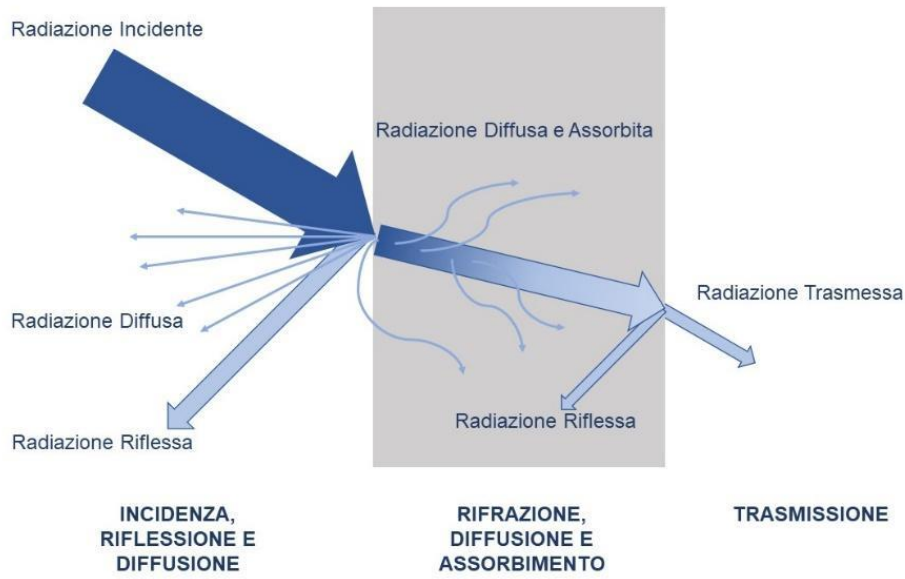 Radiazione Incidente
Radiazione Diffusa e Assorbita
Radiazione Trasmessa
Radiazione Diffusa
Radiazione Riflessa
Radiazione Riflessa
INCIDENZA,
RIFLESSIONE E
DIFFUSIONE
RIFRAZIONE,
DIFFUSIONE E
ASSORBIMENTO
TRASMISSIONE